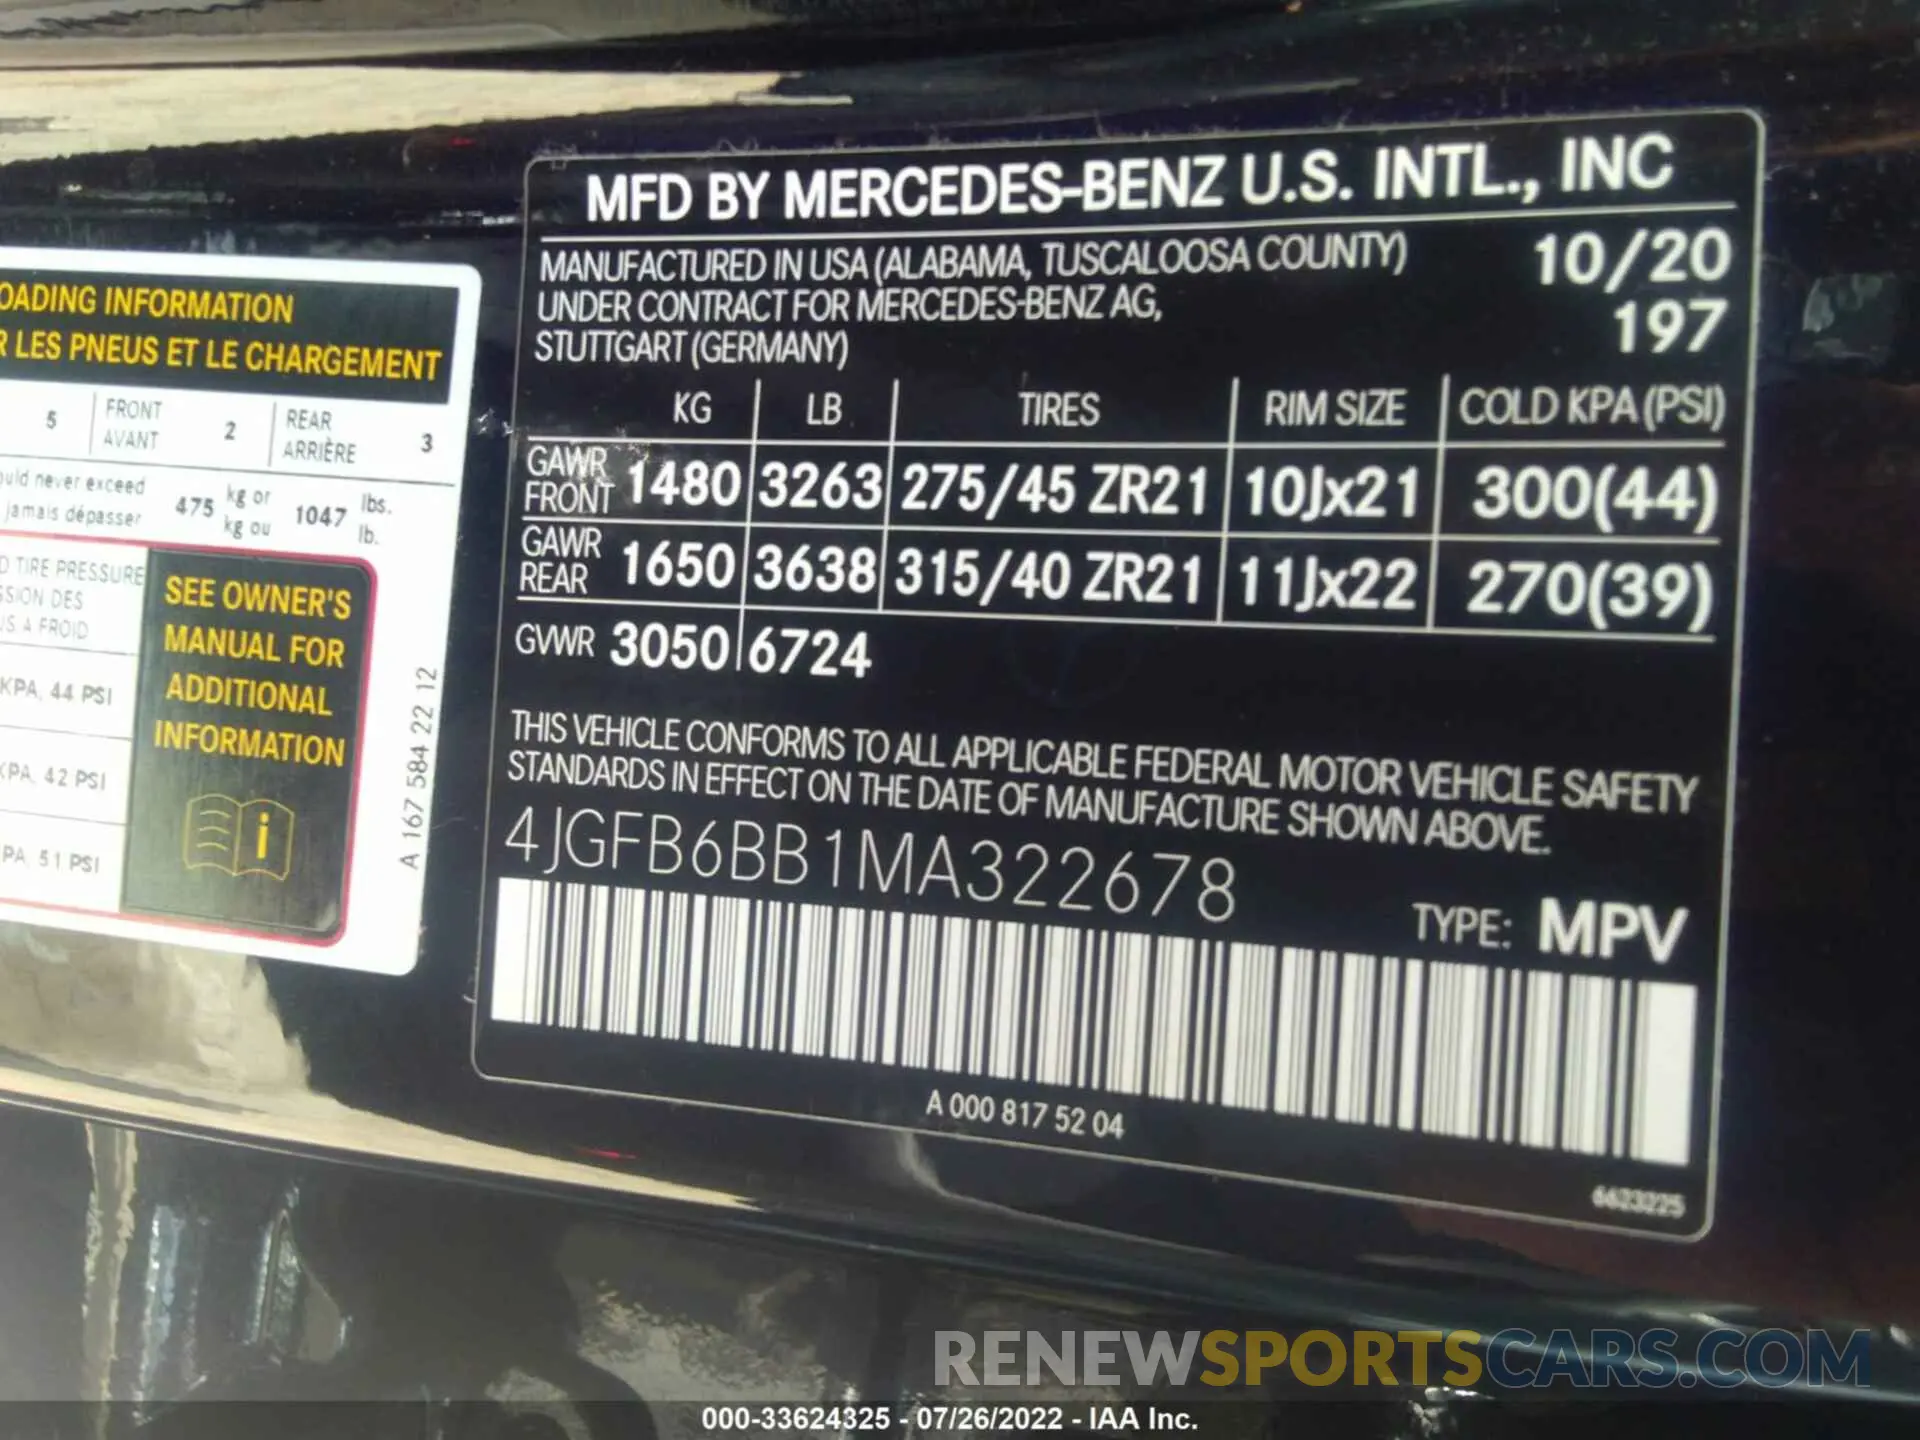 OADING INFORMATION
R LES PNEUS ET LE CHARGEMENT
5 FRONT AVANT 2 REAR ARRIÈRE 3
never exceed
jamais dépasser
475 kg or kg ou 1047 lbs. lb.
TIRE PRESSURE
DES
A FROID
KPA, 44 PSI
KPA, 42 PSI
PA, 51 PSI
SEE OWNER'S
MANUAL FOR
ADDITIONAL
INFORMATION
i
A 167 584 22 12
MFD BY MERCEDES-BENZ U.S. INTL., INC
MANUFACTURED IN USA (ALABAMA, TUSCALOOSA COUNTY) 10/20
UNDER CONTRACT FOR MERCEDES-BENZ AG, 197
STUTTGART (GERMANY)
KG LB TIRES RIM SIZE COLD KPA (PSI)
GAWR FRONT 1480 3263 275/45 ZR21 10Jx21 300(44)
GAWR REAR 1650 3638 315/40 ZR21 11Jx22 270(39)
GVWR 3050 6724
THIS VEHICLE CONFORMS TO ALL APPLICABLE FEDERAL MOTOR VEHICLE SAFETY
STANDARDS IN EFFECT ON THE DATE OF MANUFACTURE SHOWN ABOVE.
4JGFB6BB1MA322678
TYPE: MPV
A 000 817 52 04
6623225
RENEWSPORTSCARS.COM
000-33624325 - 07/26/2022 - IAA Inc.